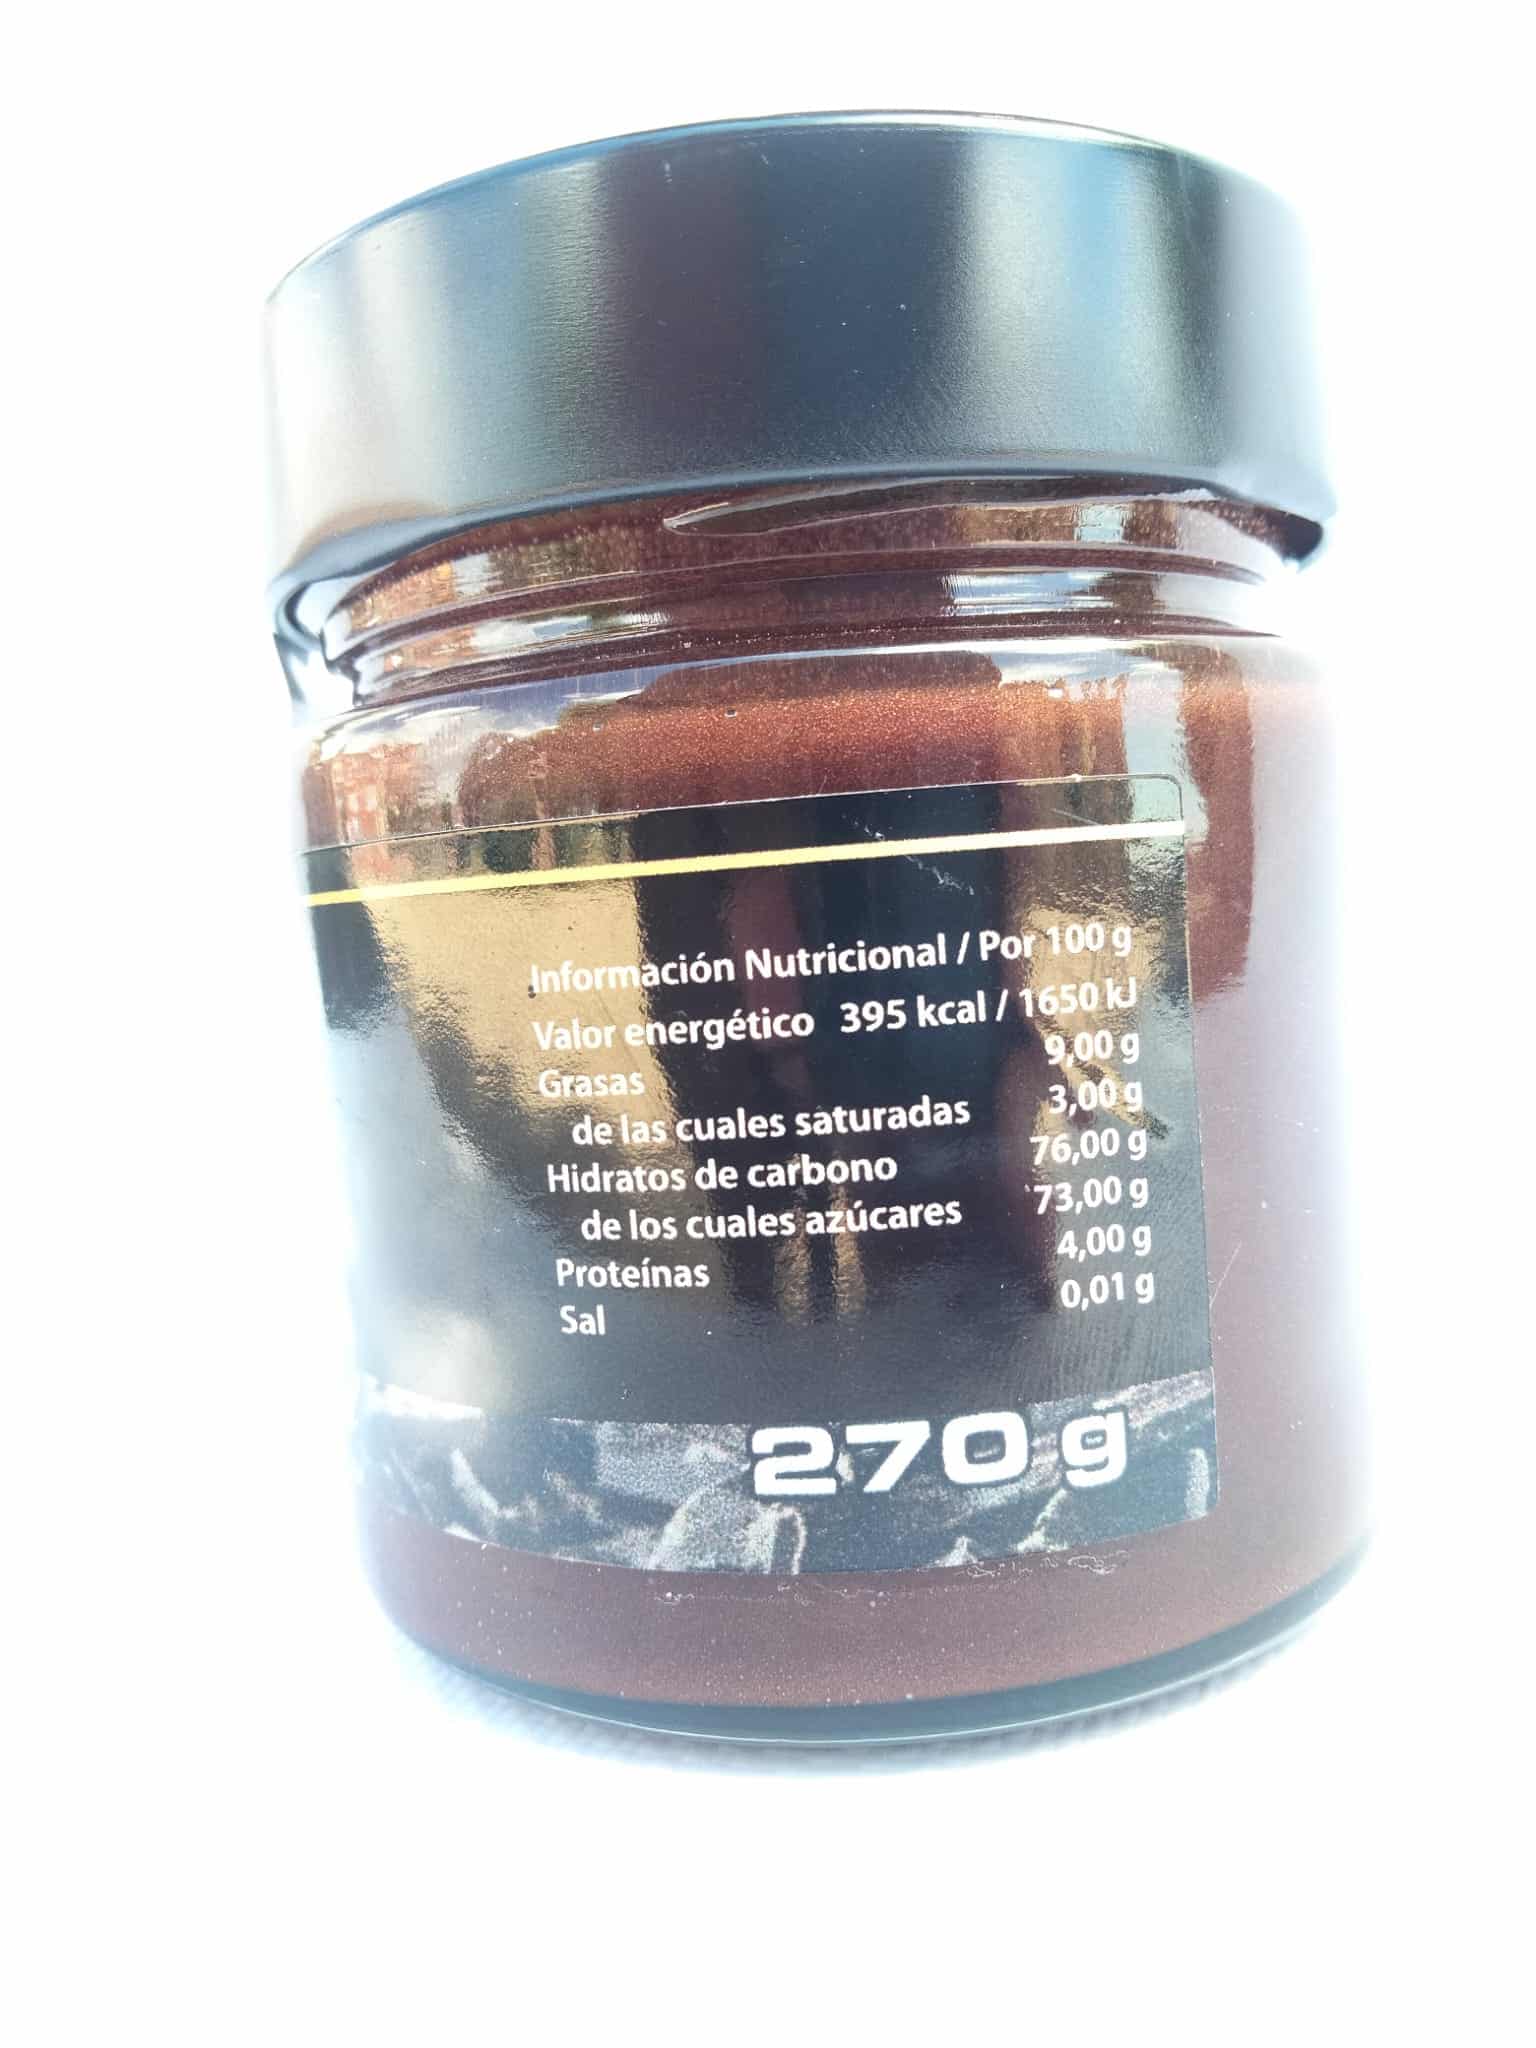 Información Nutricional / Por 100 g
Valor energético 395 kcal / 1650 kJ
Grasas 9,00 g
de las cuales saturadas 3,00 g
Hidratos de carbono 76,00 g
de los cuales azúcares 73,00 g
Proteínas 4,00 g
Sal 0,01 g
270 g